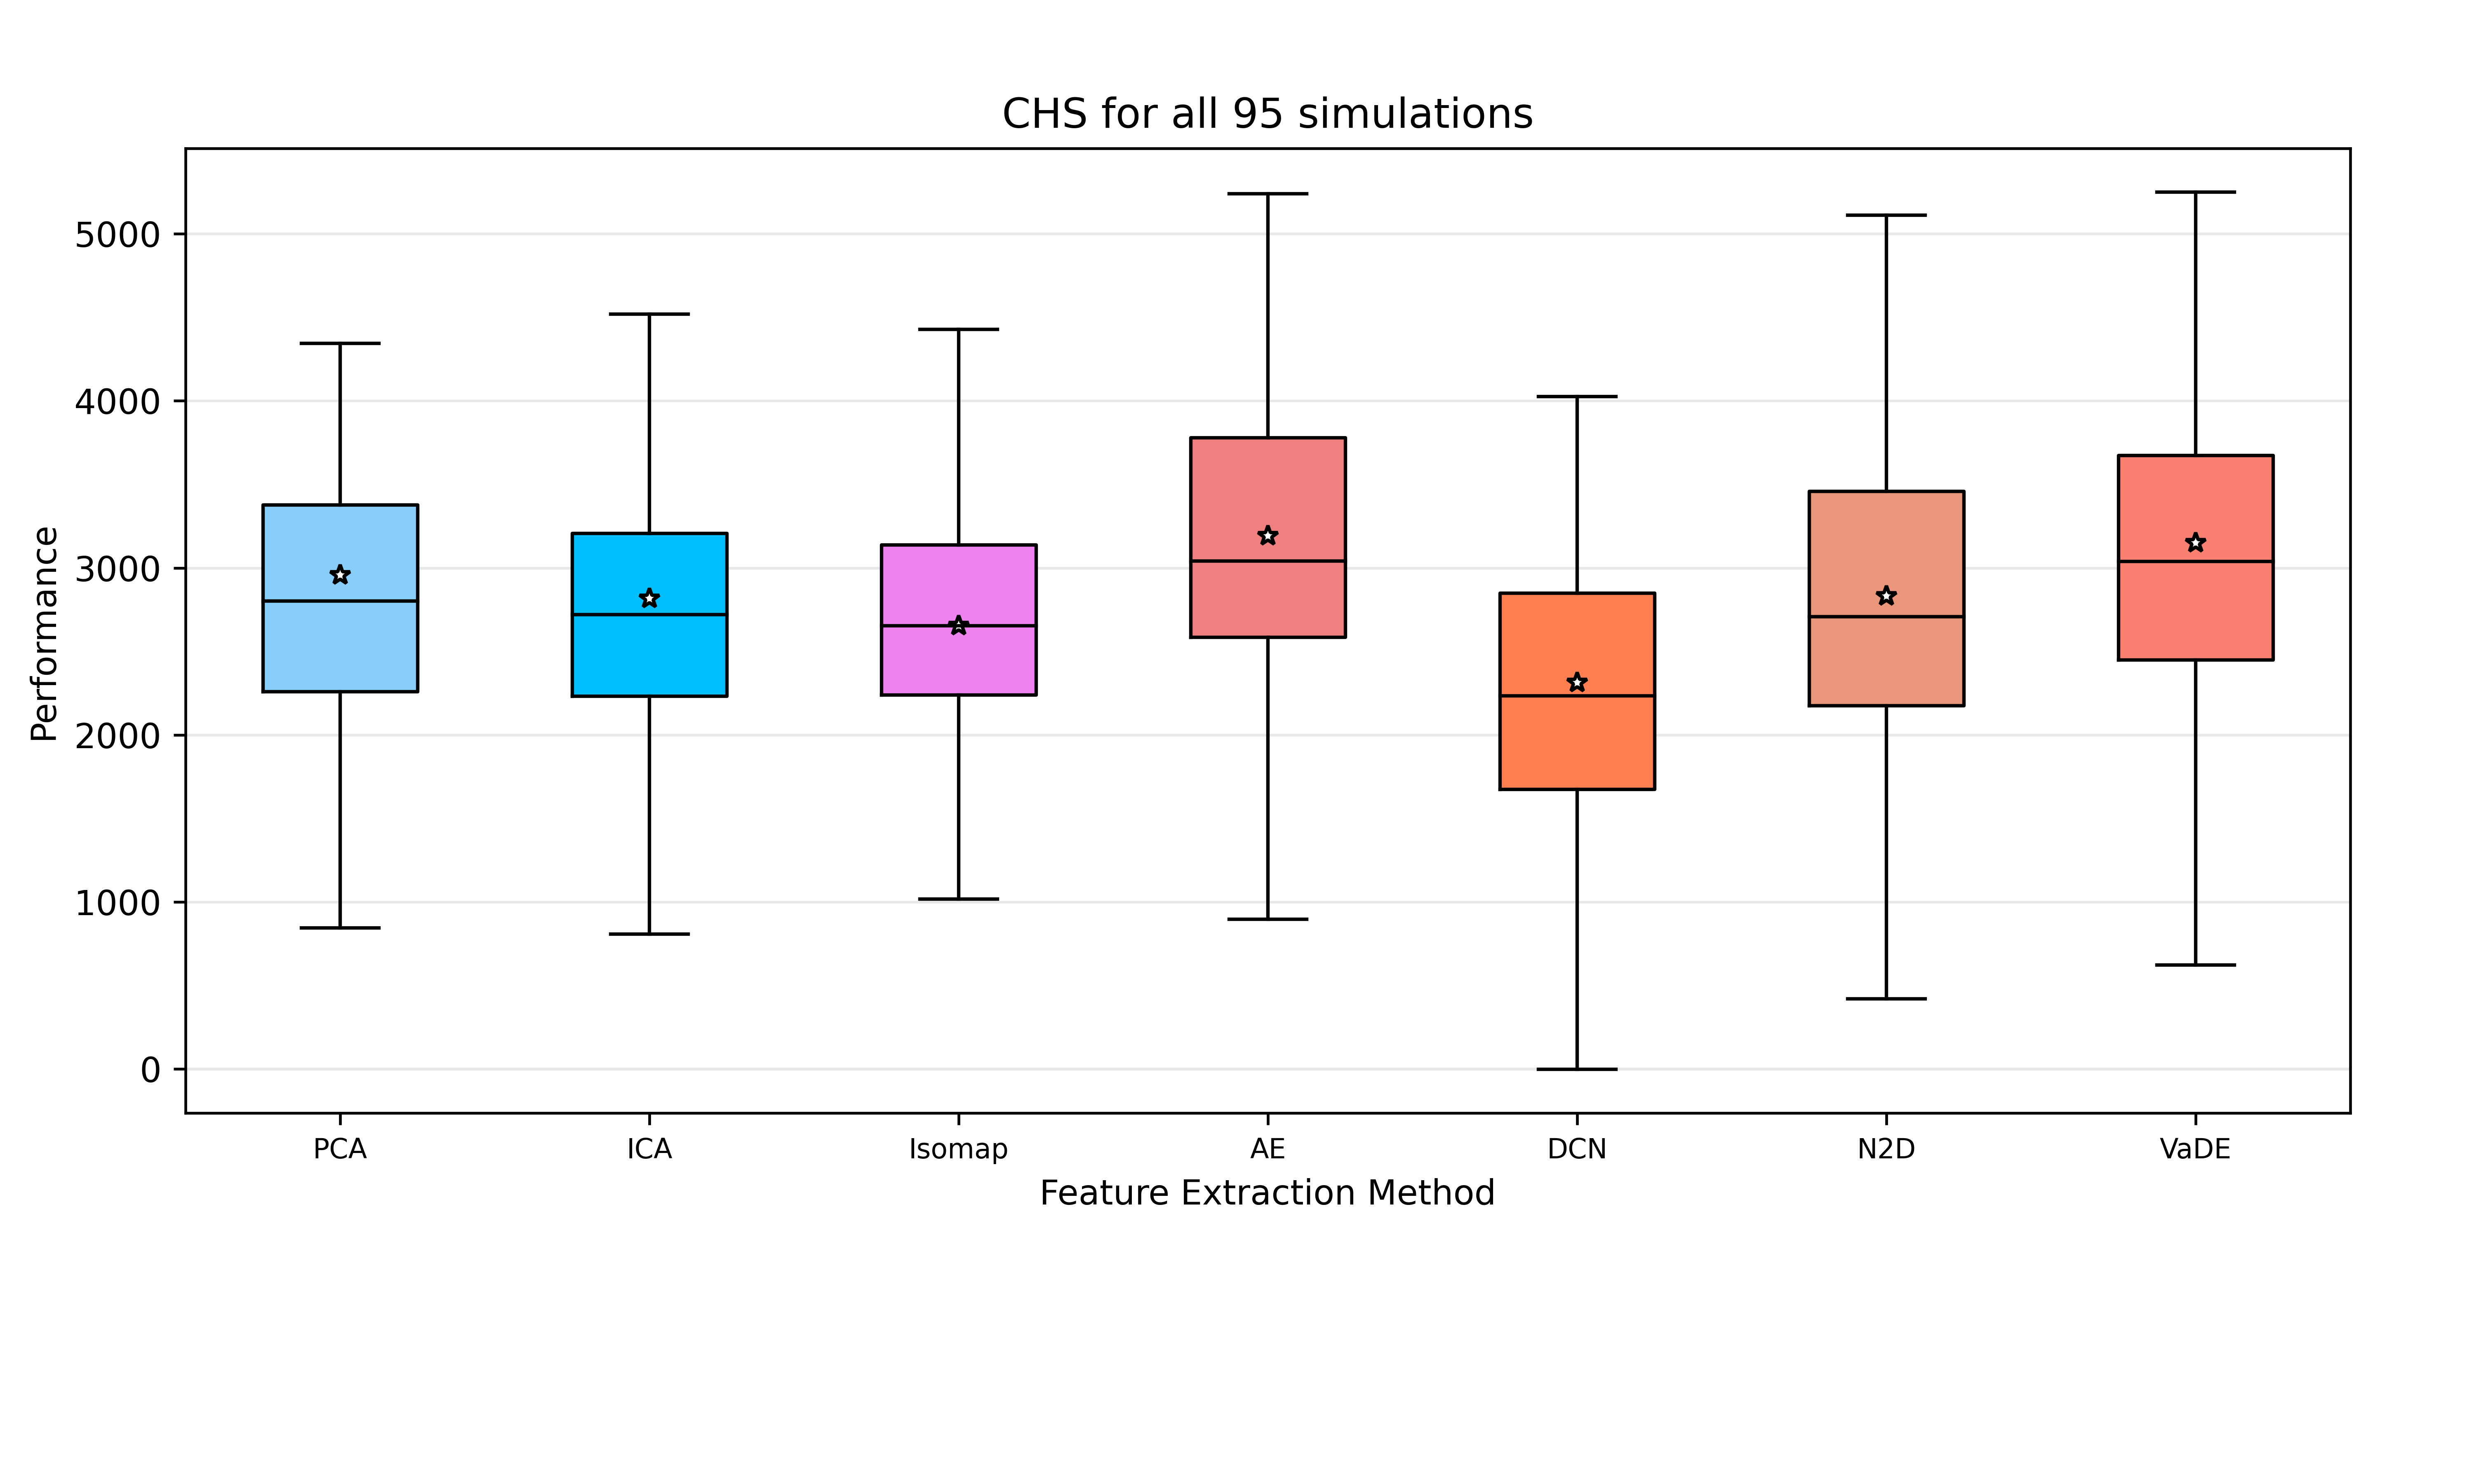 CHS for all 95 simulations
Performance
5000
4000
3000
2000
1000
0
PCA ICA Isomap AE DCN N2D VaDE
Feature Extraction Method